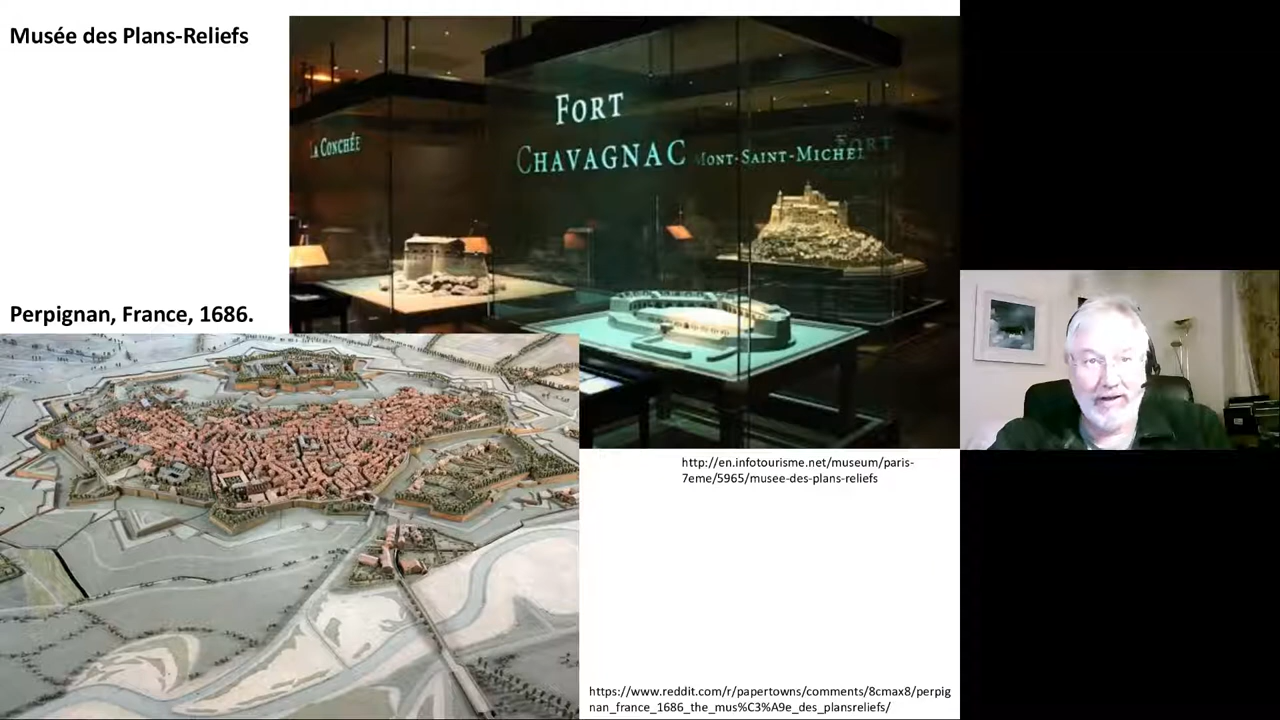 Musée des Plans-Reliefs
FORT
CHAVAGNAC
LA CONCHÉE
MONT-SAINT-MICHEL
FORT
Perpignan, France, 1686.
http://en.infotourisme.net/museum/paris-
7eme/5965/musee-des-plans-reliefs
https://www.reddit.com/r/papertowns/comments/8cmax8/perpig
nan_france_1686_the_mus%C3%A9e_des_plansreliefs/